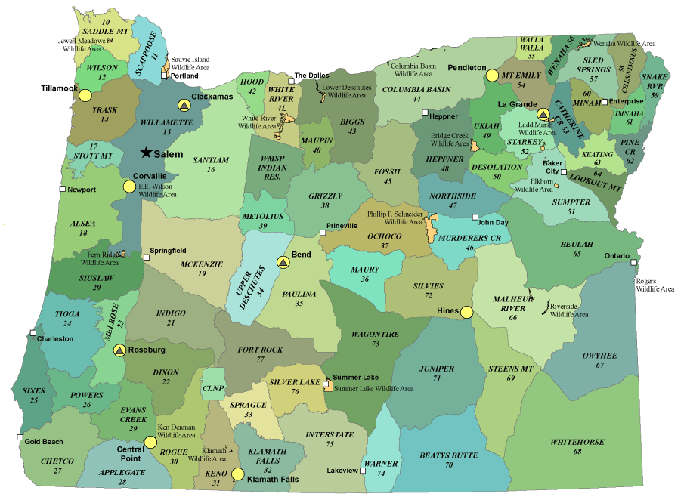 10
SADDLE MT
Jewell Meadows
Wildlife Area
WILSON
12
SCAPPOOSE
11
Sauvie Island
Wildlife Area
Portland
Tillamook
TRASK
14
Clackamas
WILLAMETTE
15
17
STOTT MT
Salem
SANTIAM
16
Corvallis
E.E. Wilson
Wildlife Area
Newport
ALSEA
18
HOOD
42
The Dalles
WHITE
RIVER
41
White River
Wildlife Area
Lower Deschutes
Wildlife Area
MAUPIN
40
BIGGS
43
WMSP
INDIAN
RES.
METOLIUS
39
GRIZZLY
38
Prineville
Columbia Basin
Wildlife Area
COLUMBIA BASIN
44
Heppner
Pendleton
MT EMILY
54
WALLA
WALLA
55
WENAHA 56
Wenaha Wildlife Area
SLED
SPRINGS
57
CHESNIMNUS
58
SNAKE
RVR
59
La Grande
60
MINAM
Enterprise
IMNAHA
61
CATHERINE
CR 53
Ladd Marsh
Wildlife Area
UKIAH
49
STARKEY
52
Bridge Creek
Wildlife Area
HEPPNER
48
DESOLATION
50
Baker
City
KEATING
63
PINE
CR
62
64
LOOKOUT MT
Elkhorn
Wildlife Area
SUMPTER
51
FOSSIL
45
NORTHSIDE
47
Phillip E. Schneider
Wildlife Area
John Day
OCHOCO
37
MURDERERS CR
46
BEULAH
65
Ontario
Rogers
Wildlife Area
Fern Ridge
Wildlife Area
Springfield
SIUSLAW
20
MCKENZIE
19
UPPER
DESCHUTES
34
Bend
PAULINA
35
MAURY
36
SILVIES
72
Hines
MALHEUR
RIVER
66
Riverside
Wildlife Area
OWYHEE
67
TIOGA
24
Charleston
MELROSE
23
Roseburg
INDIGO
21
DIXON
22
FORT ROCK
77
WAGONTIRE
73
JUNIPER
71
STEENS MT
69
SIXES
25
POWERS
26
EVANS
CREEK
29
CLNP
SILVER LAKE
76
Summer Lake
Summer Lake Wildlife Area
SPRAGUE
33
Ken Denman
Wildlife Area
Gold Beach
CHETCO
27
Central
Point
APPLEGATE
28
ROGUE
30
Klamath
Wildlife Area
KENO
31
KLAMATH
FALLS
32
Klamath Falls
INTERSTATE
75
Lakeview
WARNER
74
BEATYS BUTTE
70
WHITEHORSE
68